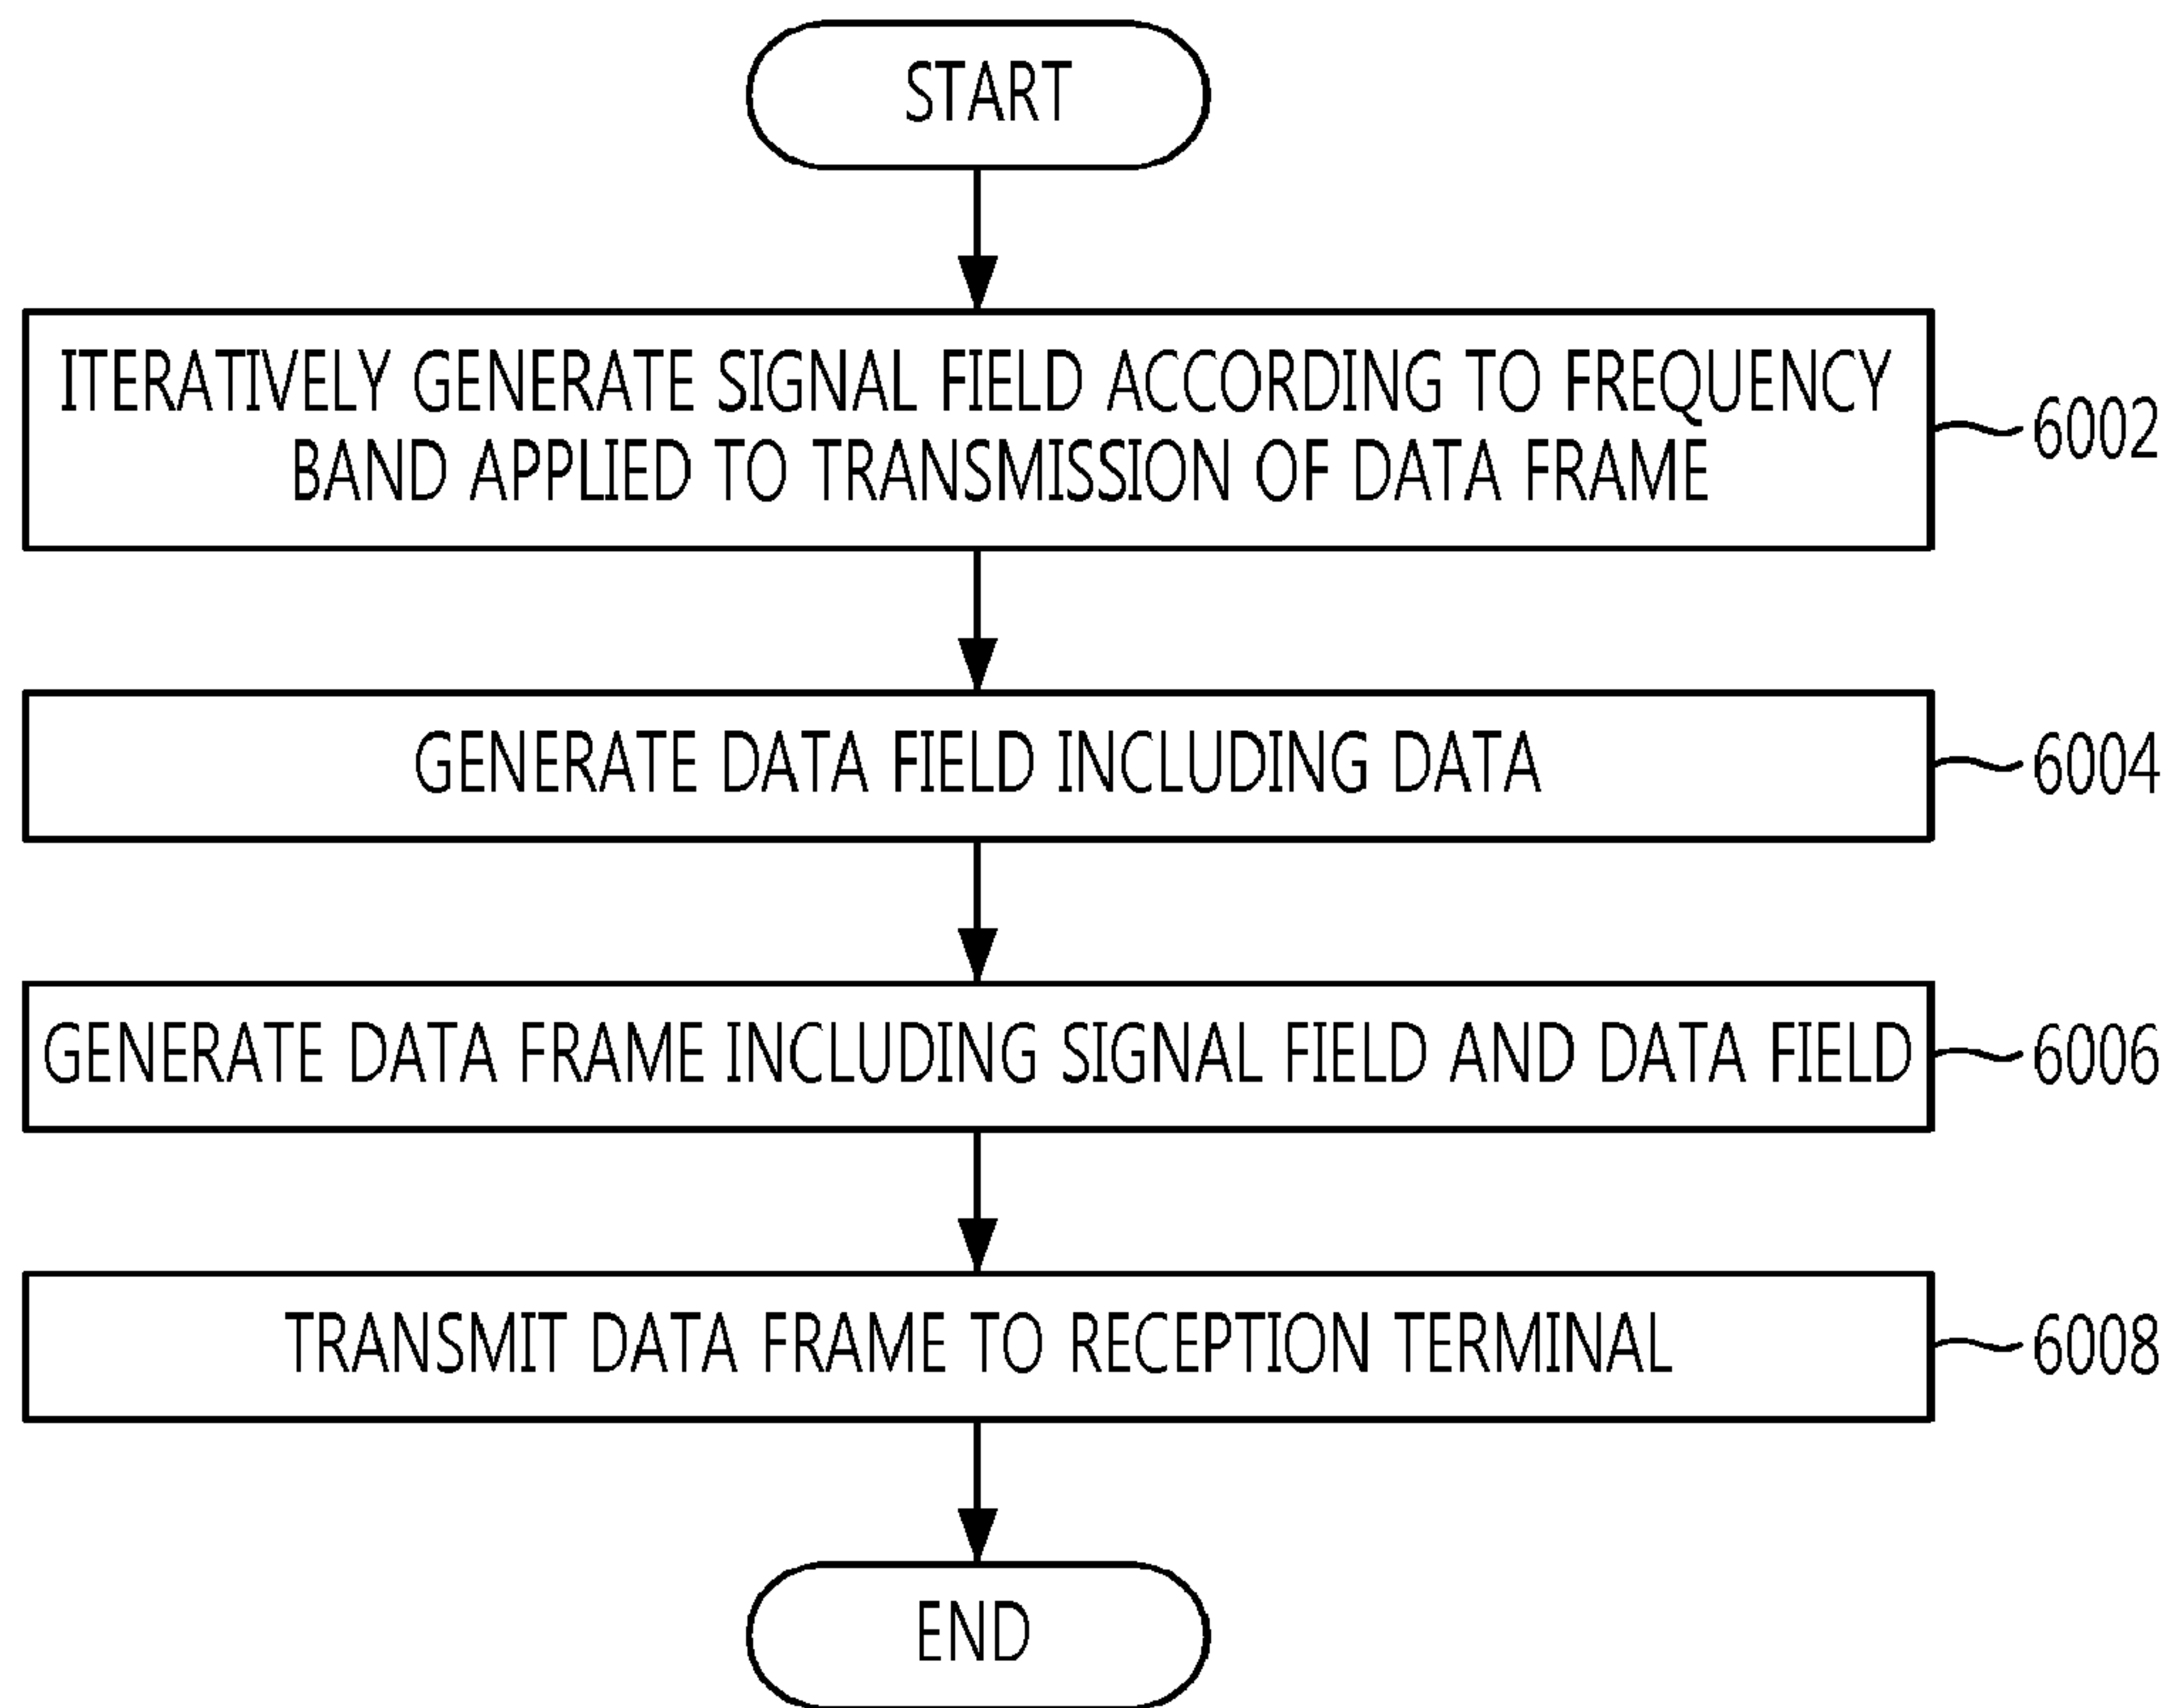 START
ITERATIVELY GENERATE SIGNAL FIELD ACCORDING TO FREQUENCY
BAND APPLIED TO TRANSMISSION OF DATA FRAME
6002
GENERATE DATA FIELD INCLUDING DATA
6004
GENERATE DATA FRAME INCLUDING SIGNAL FIELD AND DATA FIELD
6006
TRANSMIT DATA FRAME TO RECEPTION TERMINAL
6008
END